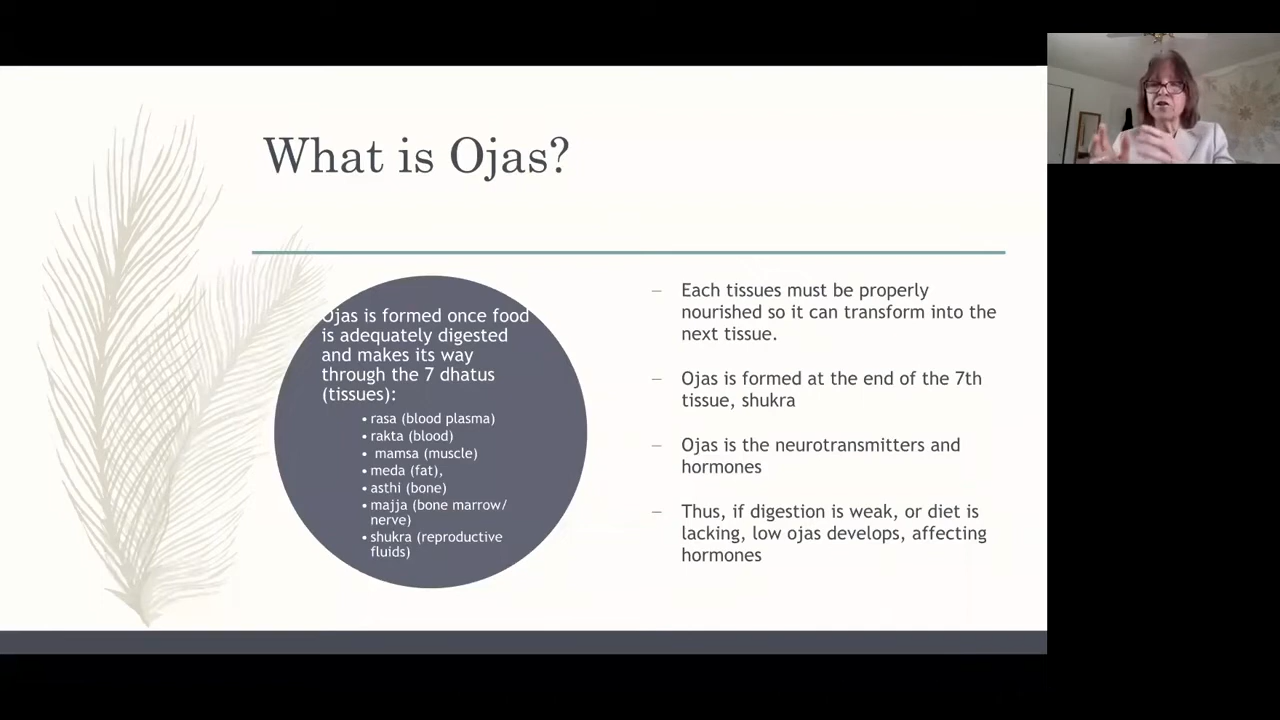 What is Ojas?
Ojas is formed once food
is adequately digested
and makes its way
through the 7 dhatus
(tissues):
• rasa (blood plasma)
• rakta (blood)
• mamsa (muscle)
• meda (fat),
• asthi (bone)
• majja (bone marrow/
nerve)
• shukra (reproductive
fluids)
– Each tissues must be properly
nourished so it can transform into the
next tissue.
– Ojas is formed at the end of the 7th
tissue, shukra
– Ojas is the neurotransmitters and
hormones
– Thus, if digestion is weak, or diet is
lacking, low ojas develops, affecting
hormones